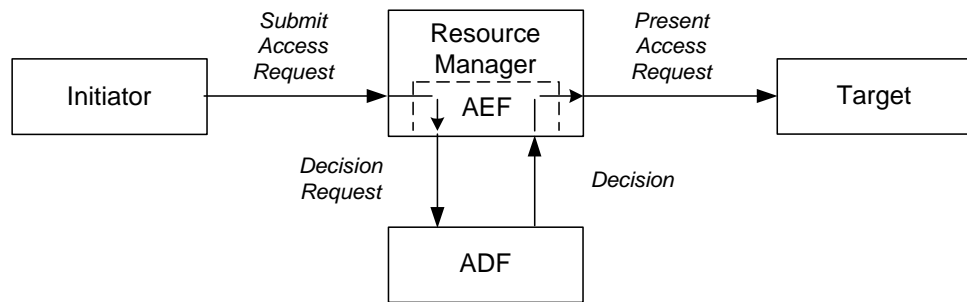 Submit
Access
Request
Resource
Manager
Present
Access
Request
Initiator
AEF
Target
Decision
Request
Decision
ADF